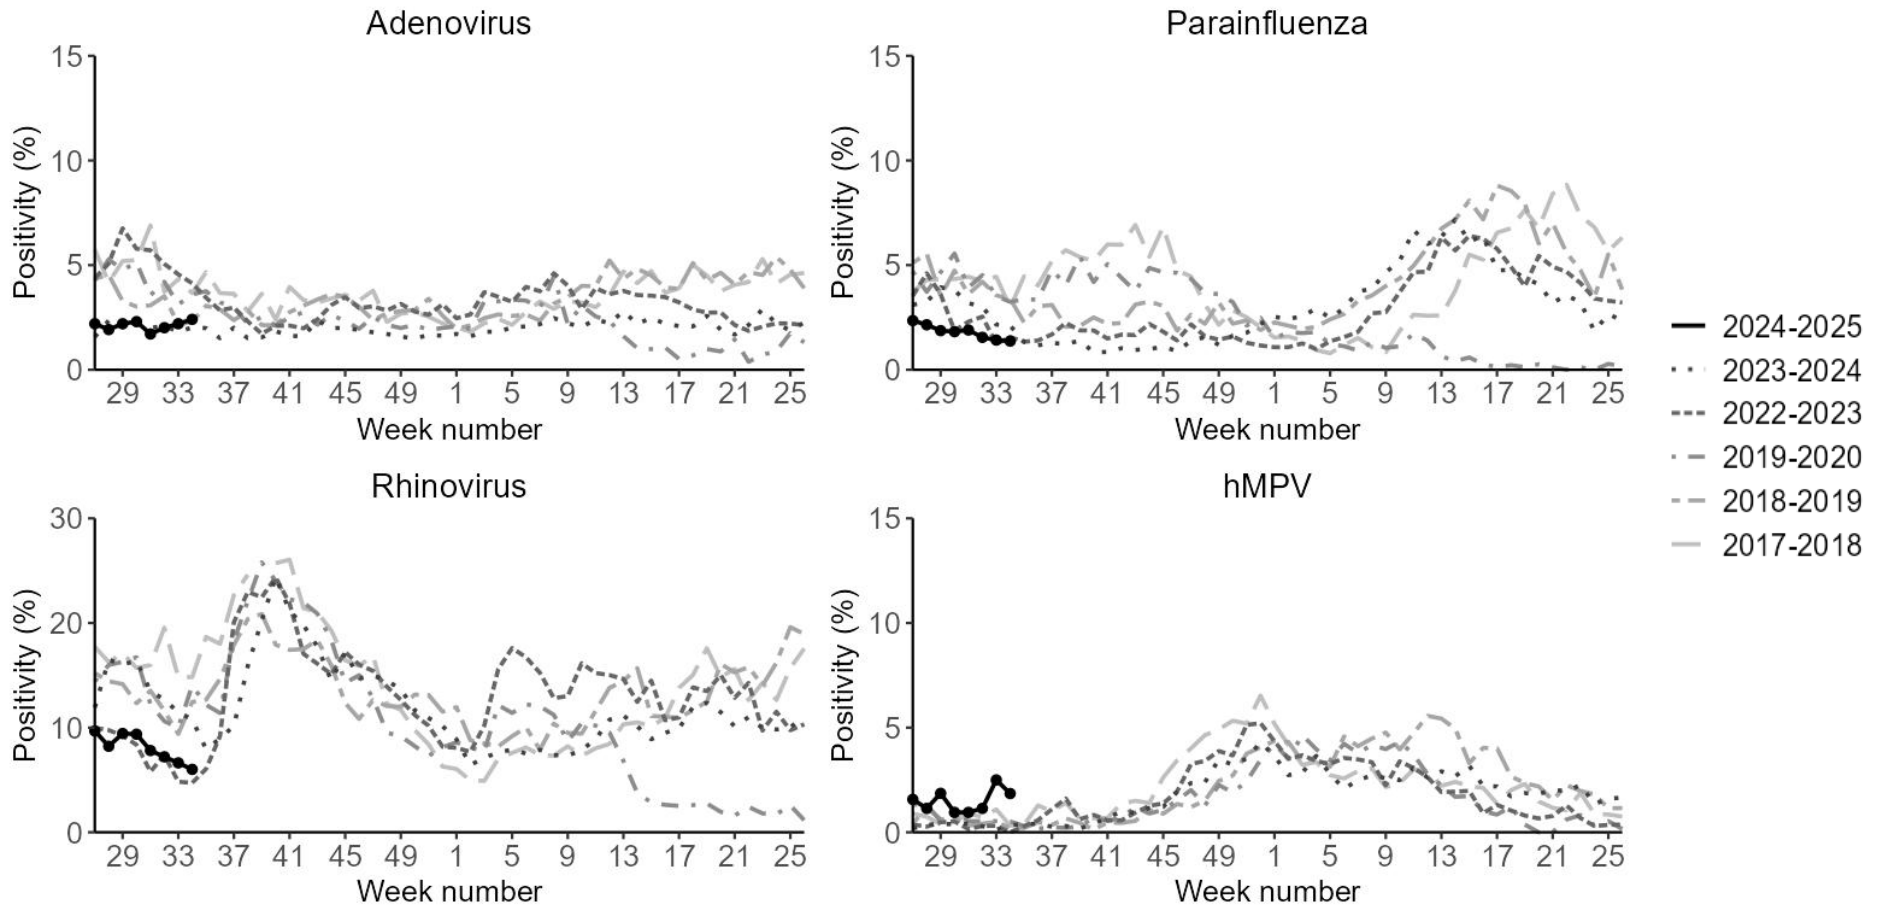 Adenovirus
15
10
5
0
Positivity (%)
29 33 37 41 45 49 1 5 9 13 17 21 25
Week number
Parainfluenza
15
10
5
0
Positivity (%)
29 33 37 41 45 49 1 5 9 13 17 21 25
Week number
Rhinovirus
30
20
10
0
Positivity (%)
29 33 37 41 45 49 1 5 9 13 17 21 25
Week number
hMPV
15
10
5
0
Positivity (%)
29 33 37 41 45 49 1 5 9 13 17 21 25
Week number
2024-2025
2023-2024
2022-2023
2019-2020
2018-2019
2017-2018